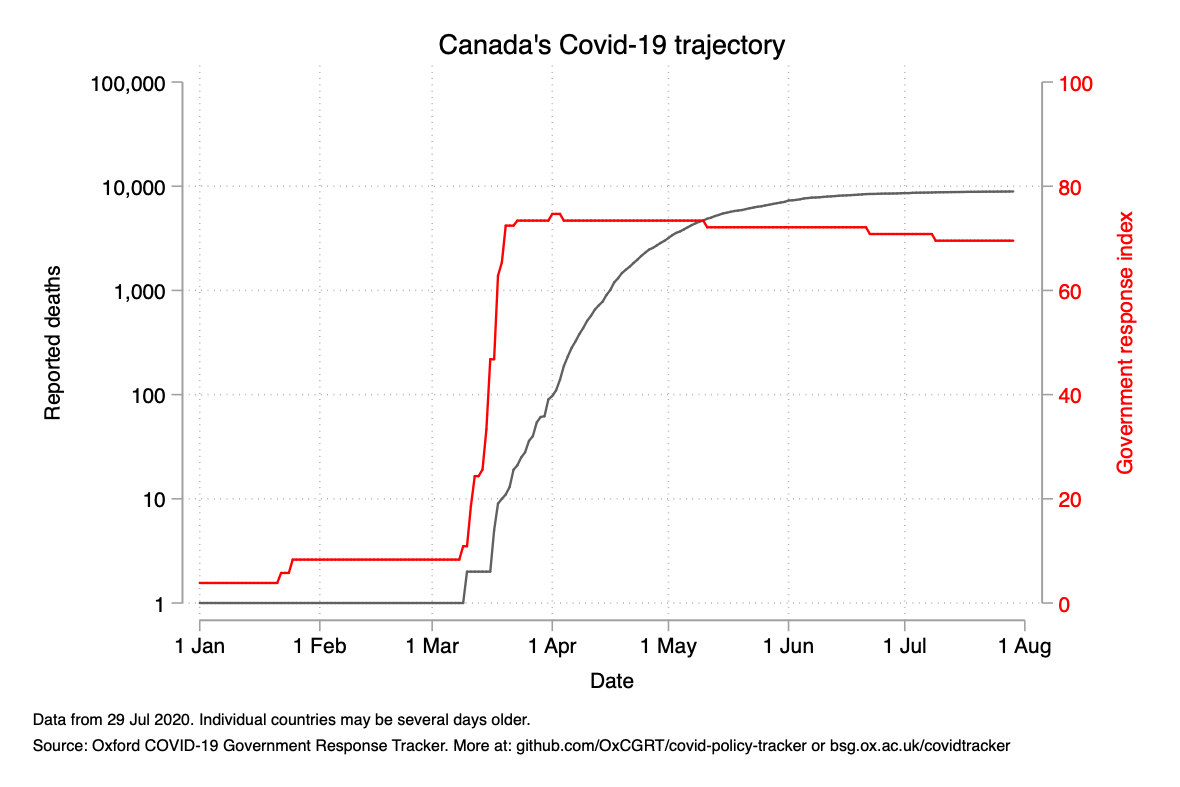 Canada's Covid-19 trajectory
100,000
10,000
1,000
100
10
1
Reported deaths
100
80
60
40
20
0
Government response index
1 Jan
1 Feb
1 Mar
1 Apr
1 May
1 Jun
1 Jul
1 Aug
Date
Data from 29 Jul 2020. Individual countries may be several days older.
Source: Oxford COVID-19 Government Response Tracker. More at: github.com/OxCGRT/covid-policy-tracker or bsg.ox.ac.uk/covidtracker